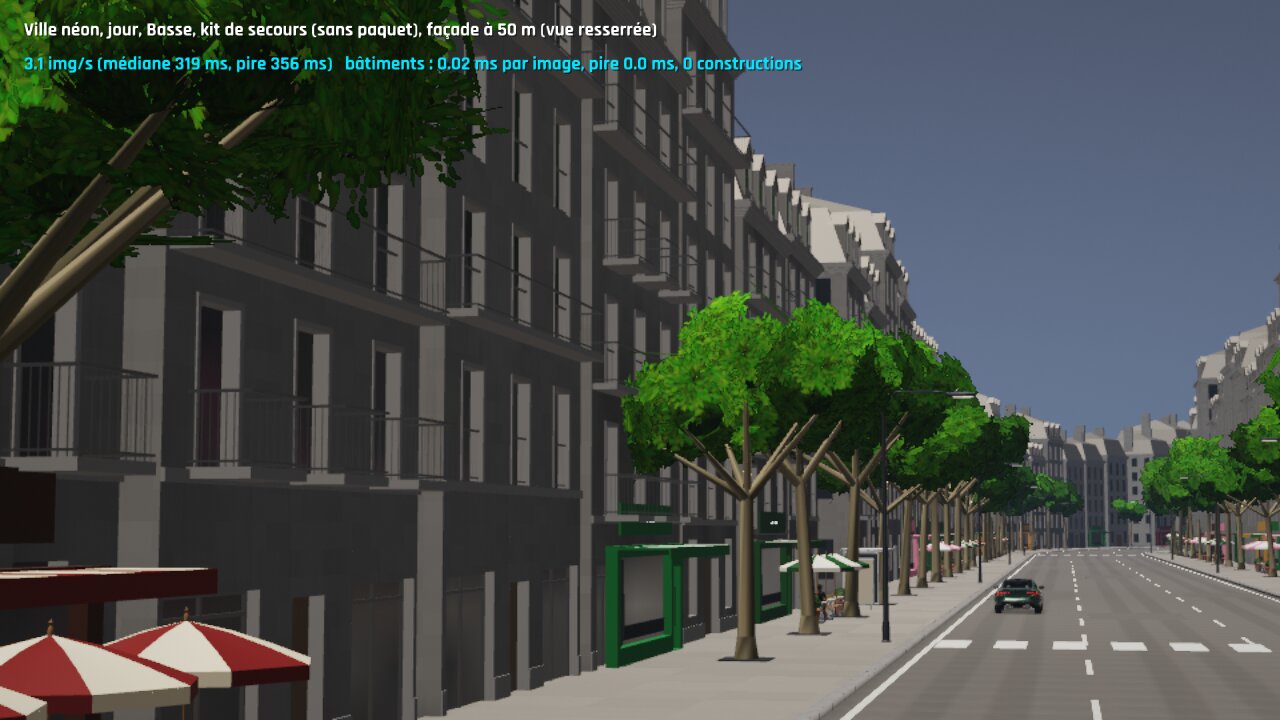 Ville néon, jour, Basse, kit de secours (sans paquet), façade à 50 m (vue resserrée)
3.1 img/s (médiane 319 ms, pire 356 ms)   bâtiments : 0.02 ms par image, pire 0.0 ms, 0 constructions